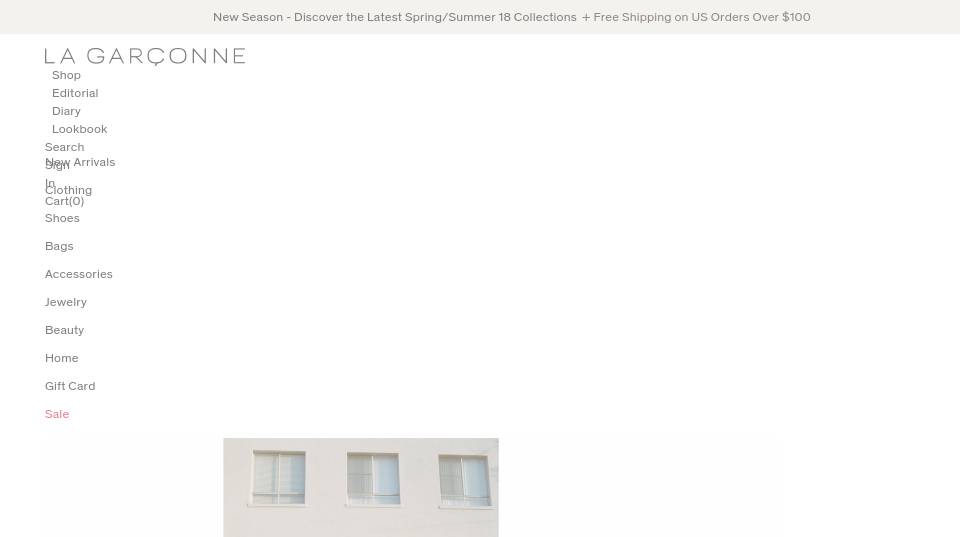 New Season - Discover the Latest Spring/Summer 18 Collections + Free Shipping on US Orders Over $100
LA GARÇONNE
Shop
Editorial
Diary
Lookbook
Search
New Arrivals
Sign
In
Clothing
Cart(0)
Shoes
Bags
Accessories
Jewelry
Beauty
Home
Gift Card
Sale